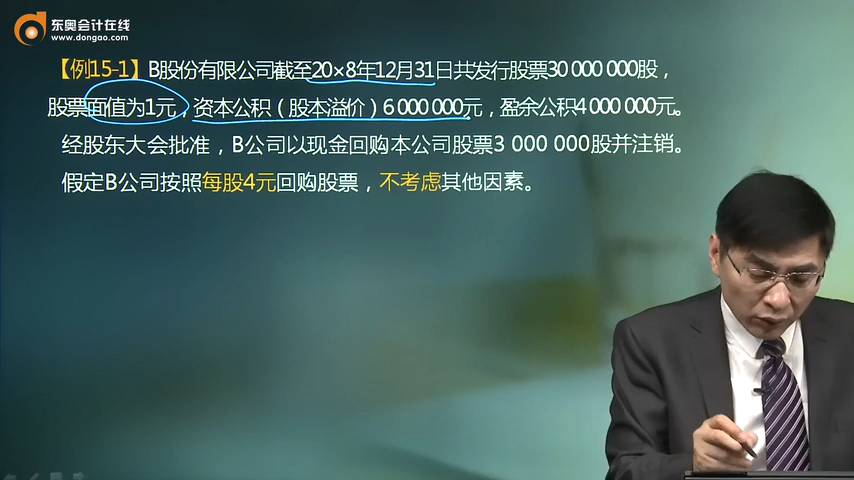 东奥会计在线
www.dongao.com
【例15-1】B股份有限公司截至20×8年12月31日共发行股票30 000 000股，
股票面值为1元，资本公积（股本溢价）6 000 000元，盈余公积4 000 000元。
经股东大会批准，B公司以现金回购本公司股票3 000 000股并注销。
假定B公司按照每股4元回购股票，不考虑其他因素。